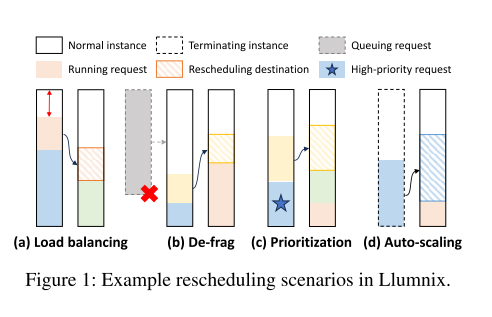 Normal instance Terminating instance Queuing request
Running request Rescheduling destination High-priority request
(a) Load balancing (b) De-frag (c) Prioritization (d) Auto-scaling
Figure 1: Example rescheduling scenarios in Llumnix.